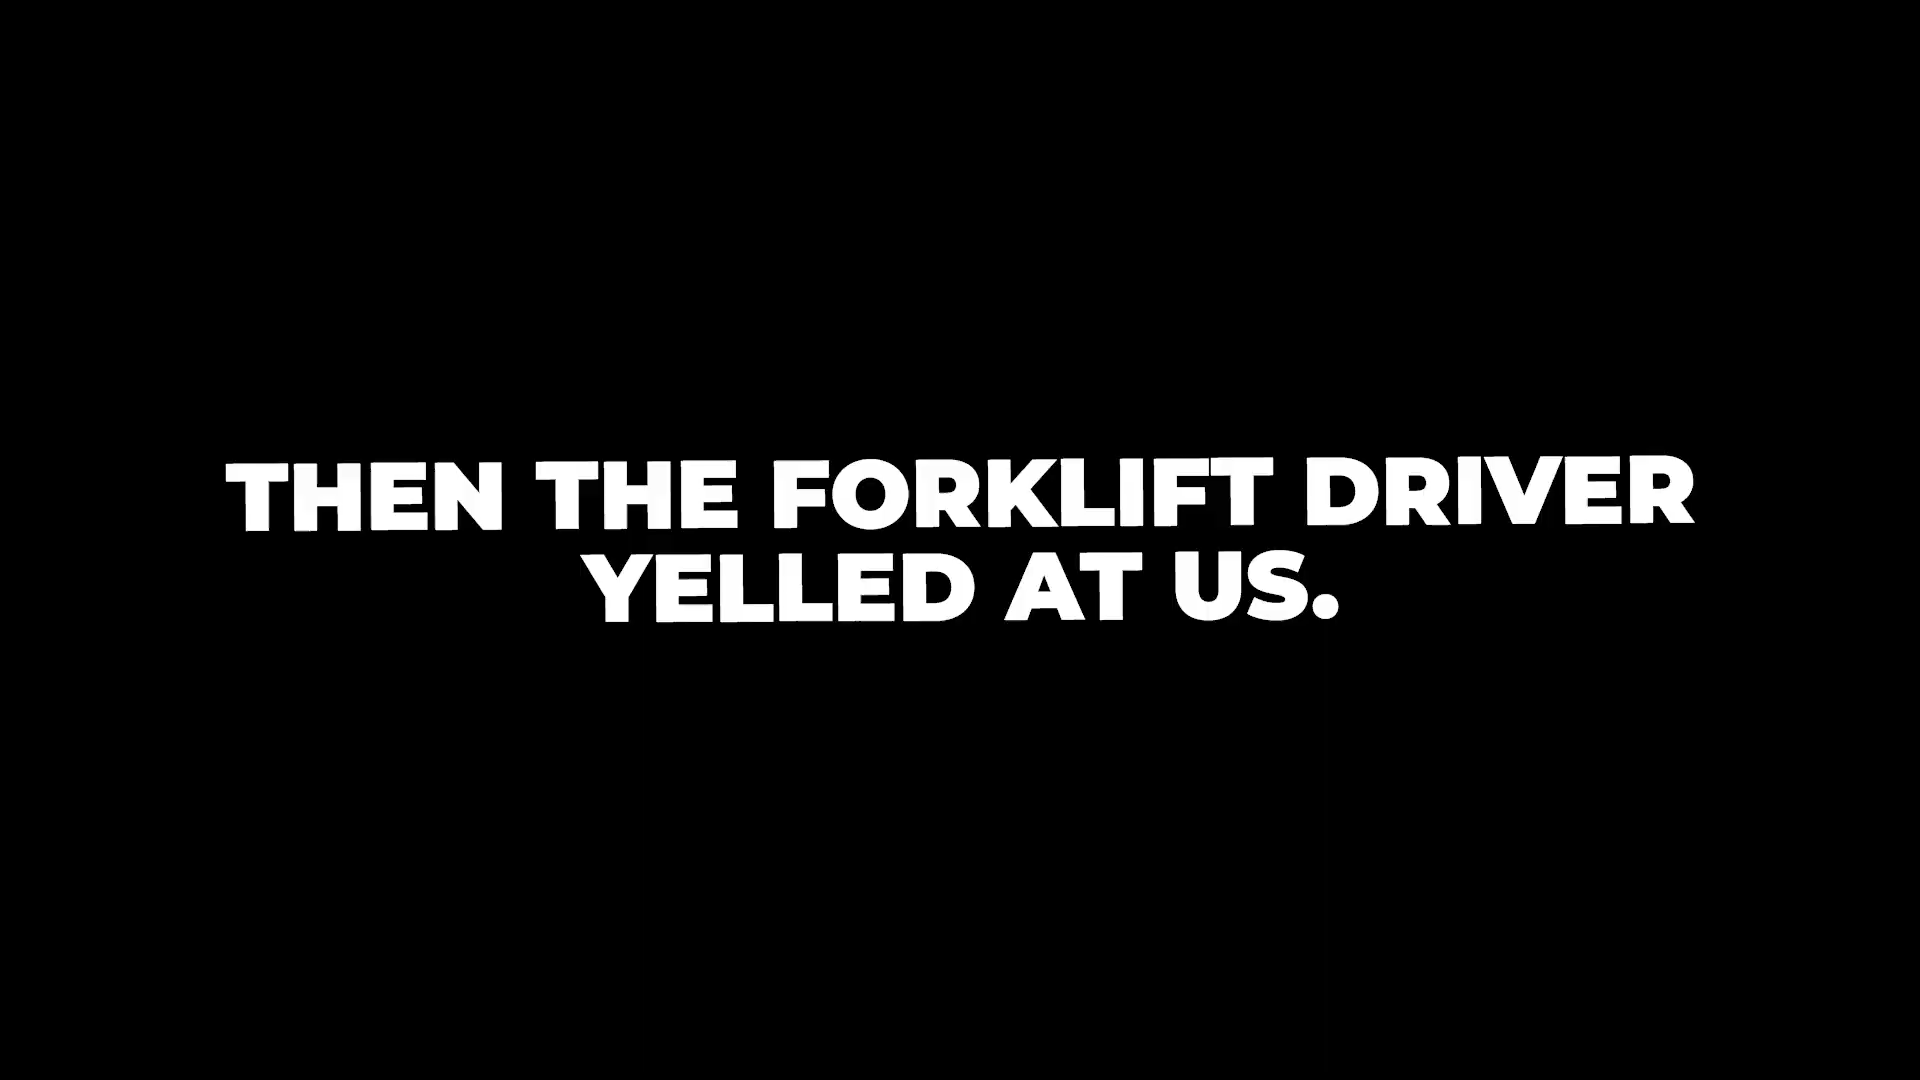 THEN THE FORKLIFT DRIVER
YELLED AT US.